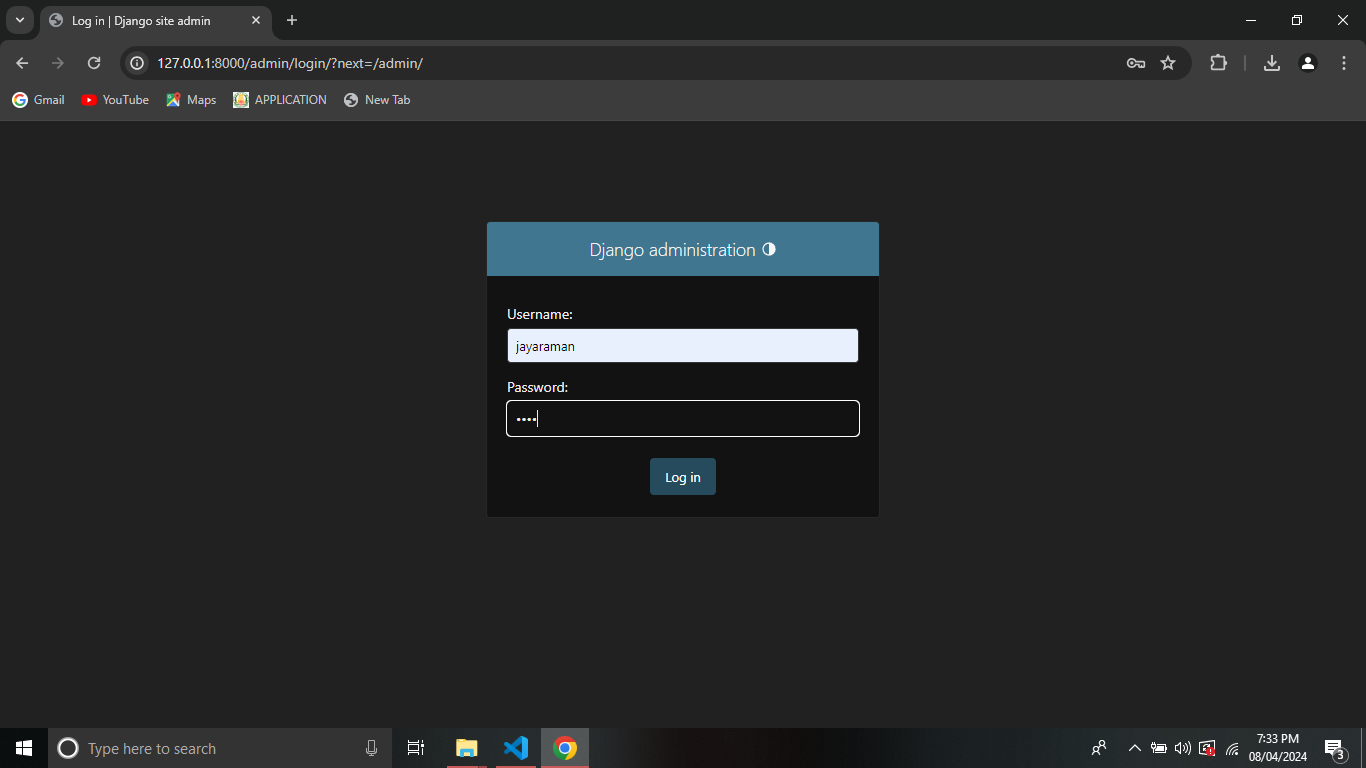 Log in | Django site admin
127.0.0.1:8000/admin/login/?next=/admin/
Gmail YouTube Maps APPLICATION New Tab
Django administration
Username:
jayaraman
Password:
••••
Log in
Type here to search
7:33 PM
08/04/2024
3